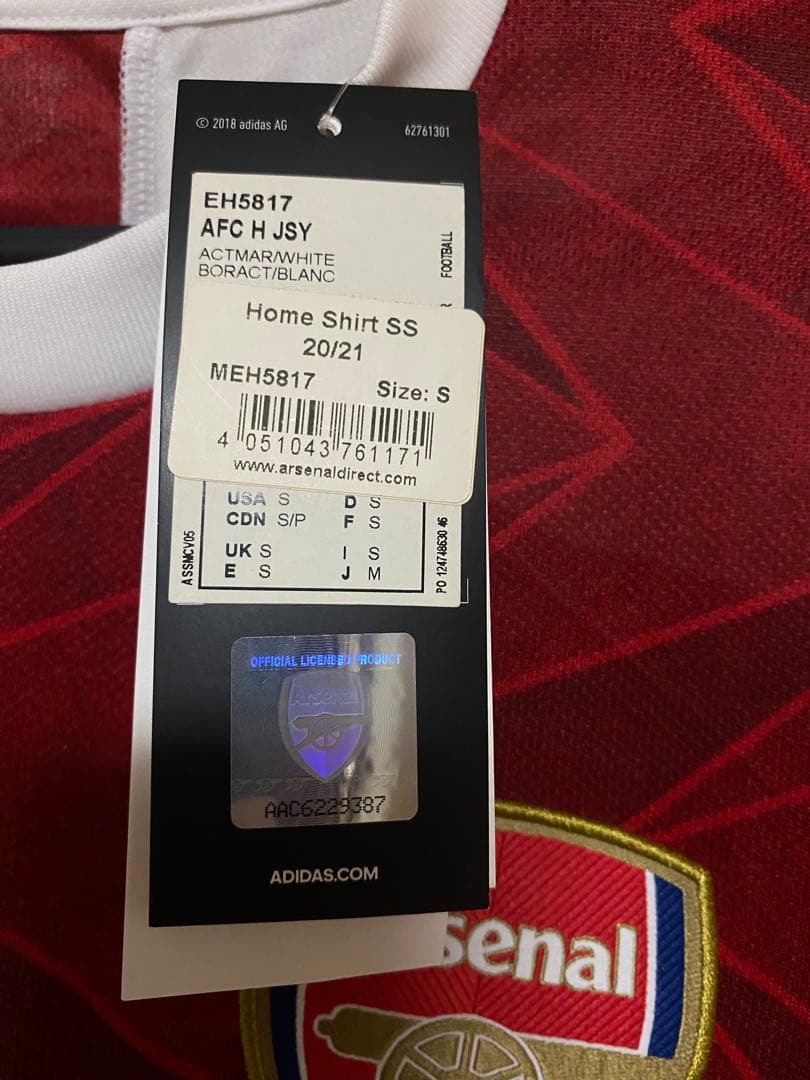 © 2018 adidas AG
62761301
EH5817
AFC H JSY
ACTMAR/WHITE
BORACT/BLANC
FOOTBALL
Home Shirt SS
20/21
MEH5817
Size: S
4 051043 761171
www.arsenaldirect.com
USA S D S
CDN S/P F S
UK S I S
E S J M
ASSMCV05
PO 124748630 46
OFFICIAL LICENSED PRODUCT
Arsenal
AAC6229387
ADIDAS.COM
senal